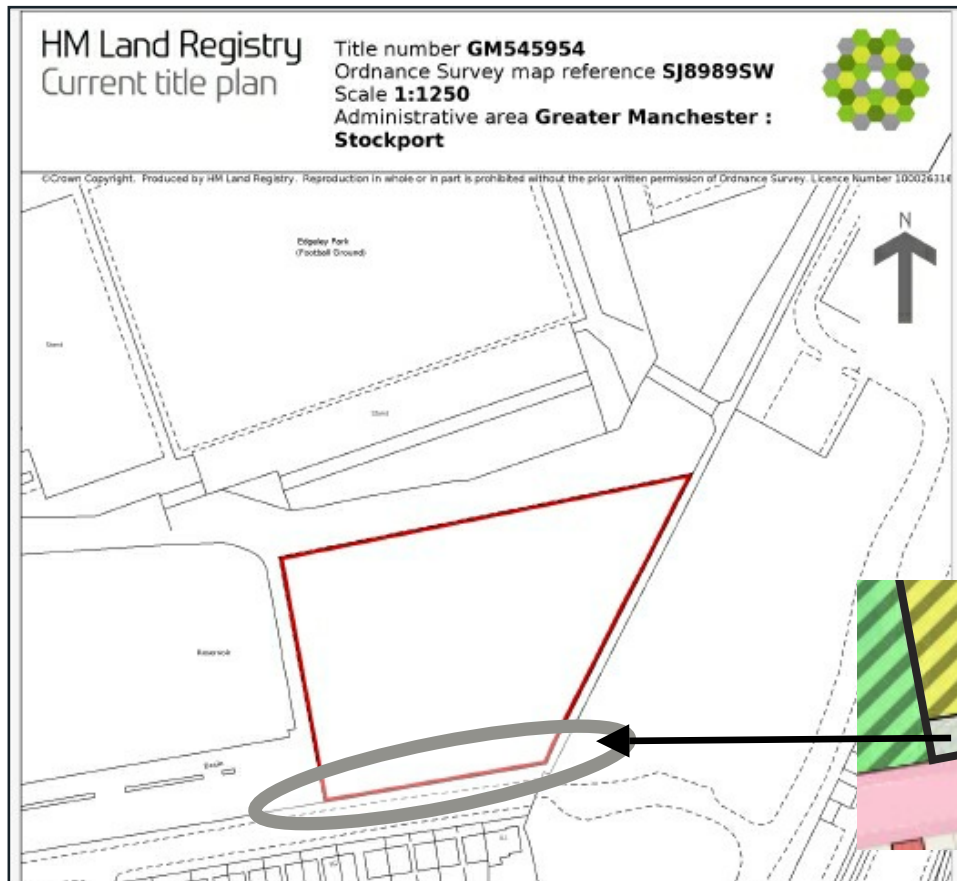 HM Land Registry
Current title plan
Title number GM545954
Ordnance Survey map reference SJ8989SW
Scale 1:1250
Administrative area Greater Manchester :
Stockport
©Crown Copyright. Produced by HM Land Registry. Reproduction in whole or in part is prohibited without the prior written permission of Ordnance Survey. Licence Number 100026316
N
Edgeley Park
(Football Ground)
Stand
Stand
Reservoir